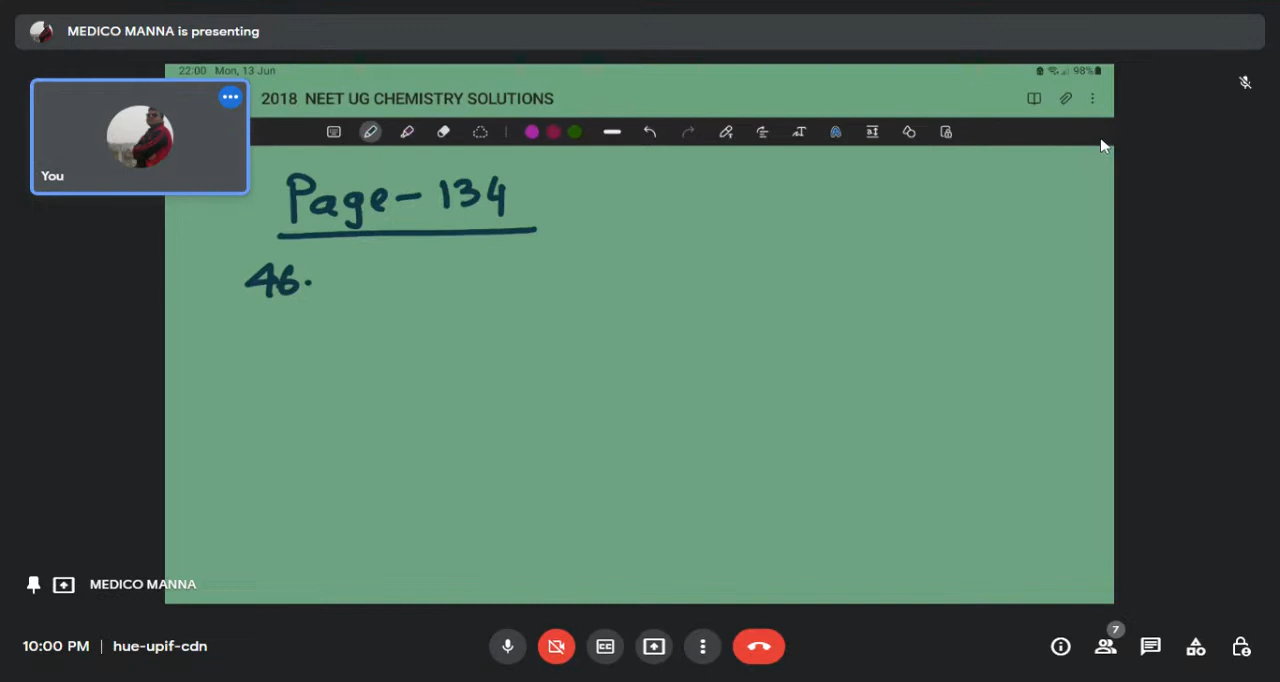 MEDICO MANNA is presenting
22:00 Mon, 13 Jun
98%
2018 NEET UG CHEMISTRY SOLUTIONS
You
Page - 134
46.
MEDICO MANNA
10:00 PM | hue-upif-cdn
CC
7